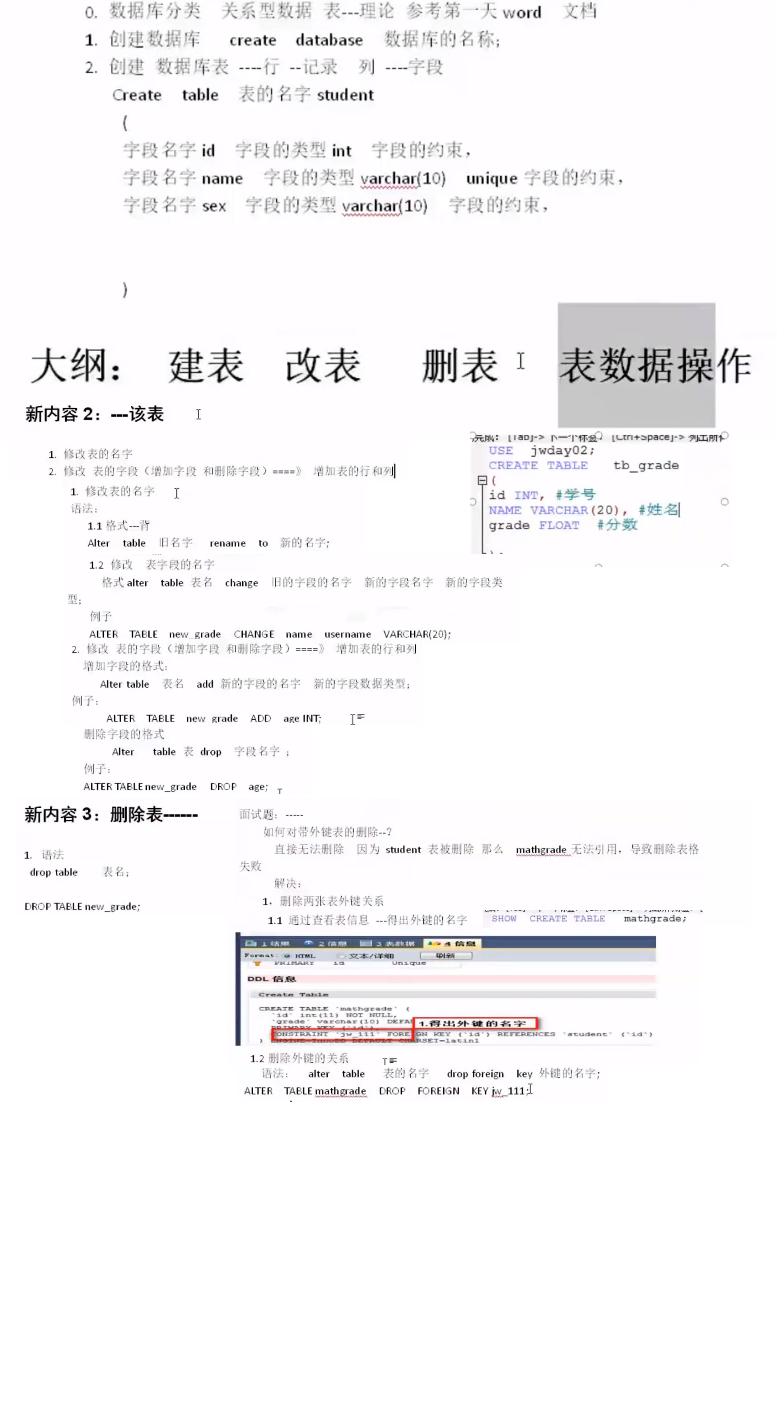 0. 数据库分类 关系型数据 表---理论 参考第一天 word 文档
1. 创建数据库 create database 数据库的名称;
2. 创建 数据库表 ----行 --记录 列 ----字段
Create table 表的名字 student
(
字段名字 id 字段的类型 int 字段的约束，
字段名字 name 字段的类型 varchar(10) unique 字段的约束，
字段名字 sex 字段的类型 varchar(10) 字段的约束，
)
大纲： 建表 改表 删表 表数据操作
新内容 2：---该表
1. 修改表的名字
2. 修改 表的字段（增加字段 和删除字段）====》 增加表的行和列
1. 修改表的名字
语法：
1.1 格式---背
Alter table 旧名字 rename to 新的名字;
完成: [Tab]-> 下一个标签, [Ctrl+Space]-> 列出所有
USE jwday02;
CREATE TABLE tb_grade
(
id INT, #学号
NAME VARCHAR(20), #姓名
grade FLOAT #分数
);
1.2 修改 表字段的名字
格式 alter table 表名 change 旧的字段的名字 新的字段名字 新的字段类
型;
例子
ALTER TABLE new_grade CHANGE name username VARCHAR(20);
2. 修改 表的字段（增加字段 和删除字段）====》 增加表的行和列
增加字段的格式：
Alter table 表名 add 新的字段的名字 新的字段数据类型;
例子：
ALTER TABLE new_grade ADD age INT;
删除字段的格式
Alter table 表 drop 字段名字 ;
例子：
ALTER TABLE new_grade DROP age;
新内容 3：删除表------
1. 语法
drop table 表名;
DROP TABLE new_grade;
面试题：-----
如何对带外键表的删除--?
直接无法删除 因为 student 表被删除 那么 mathgrade 无法引用，导致删除表格
失败
解决：
1，删除两张表外键关系
1.1 通过查看表信息 ---得出外键的名字
SHOW CREATE TABLE mathgrade;
1 结果 2 信息 3 表数据 4 信息
Format: HTML 文本/详细 刷新
PRIMARY id Unique
DDL 信息
Create Table
CREATE TABLE `mathgrade` (
`id` int(11) NOT NULL,
`grade` varchar(10) DEFA
PRIMARY KEY (`id`),
1.得出外键的名字
CONSTRAINT `jw_111` FOREIGN KEY (`id`) REFERENCES `student` (`id`)
) ENGINE=InnoDB DEFAULT CHARSET=latin1
1.2 删除外键的关系
语法： alter table 表的名字 drop foreign key 外键的名字;
ALTER TABLE mathgrade DROP FOREIGN KEY jw_111;